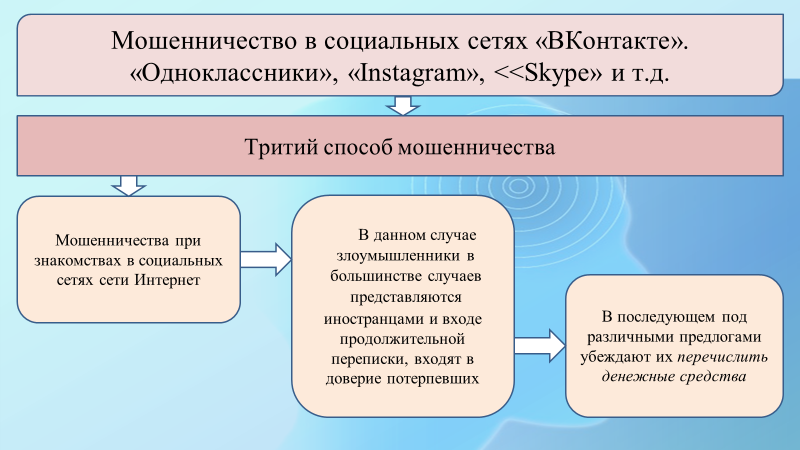 Мошенничество в социальных сетях «ВКонтакте».
«Одноклассники», «Instagram», <<Skype» и т.д.
Тритий способ мошенничества
Мошенничества при
знакомствах в социальных
сетях сети Интернет
В данном случае
злоумышленники в
большинстве случаев
представляются
иностранцами и входе
продолжительной
переписки, входят в
доверие потерпевших
В последующем под
различными предлогами
убеждают их перечислить
денежные средства